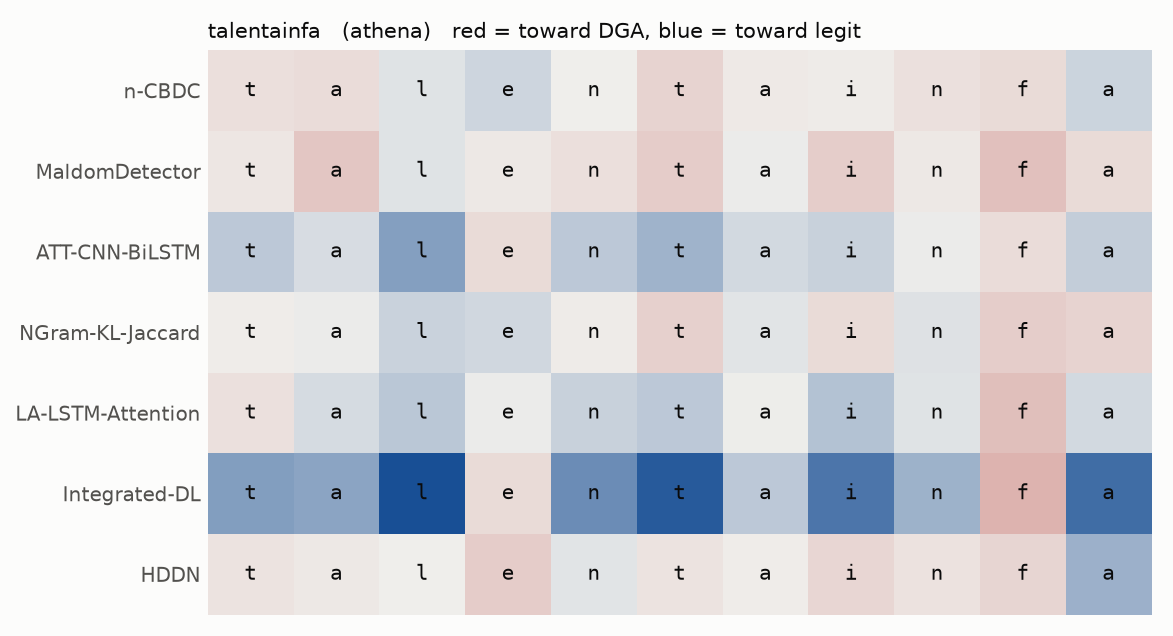 talentainfa (athena) red = toward DGA, blue = toward legit
n-CBDC t a l e n t a i n f a
MaldomDetector t a l e n t a i n f a
ATT-CNN-BiLSTM t a l e n t a i n f a
NGram-KL-Jaccard t a l e n t a i n f a
LA-LSTM-Attention t a l e n t a i n f a
Integrated-DL t a l e n t a i n f a
HDDN t a l e n t a i n f a